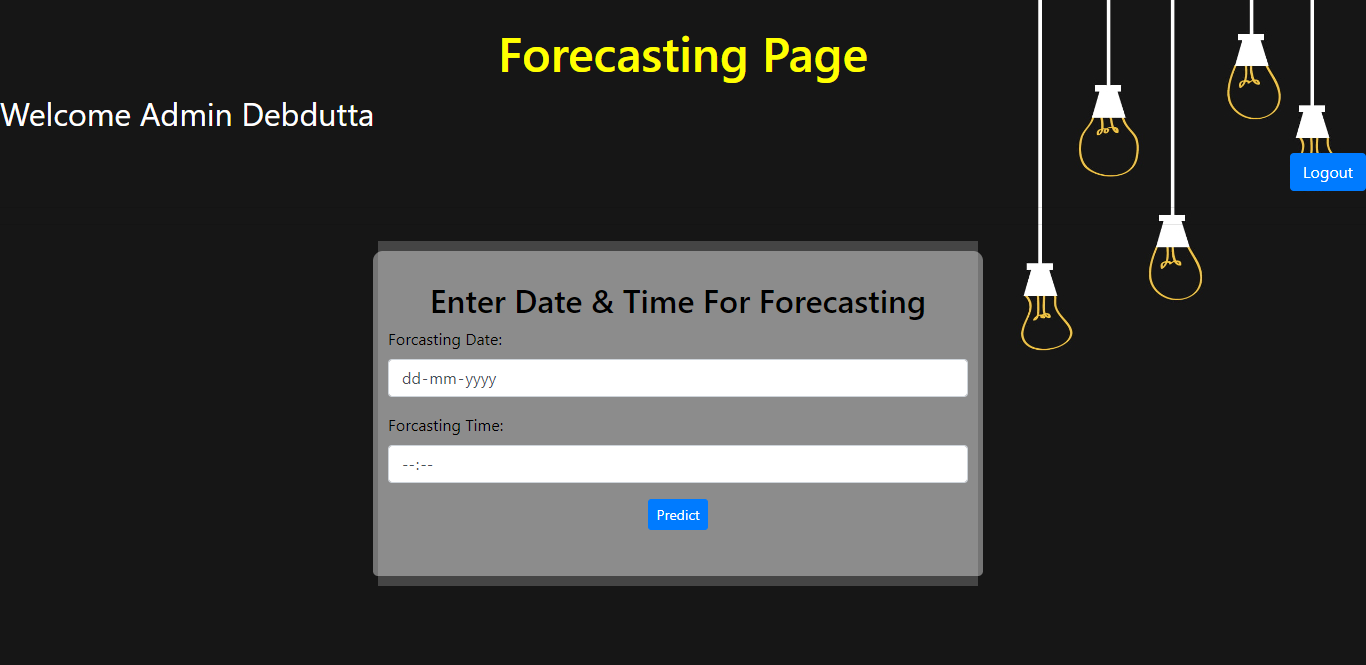 Forecasting Page
Welcome Admin Debdutta
Logout
Enter Date & Time For Forecasting
Forcasting Date:
dd-mm-yyyy
Forcasting Time:
--:--
Predict